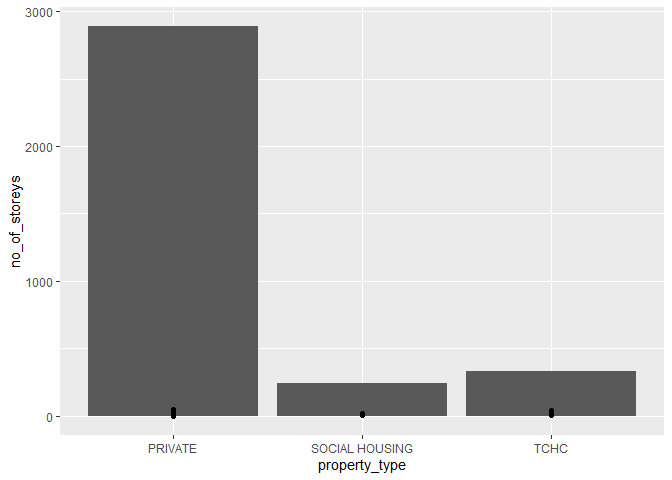 3000
2000
1000
0
no_of_storeys
PRIVATE
SOCIAL HOUSING
TCHC
property_type